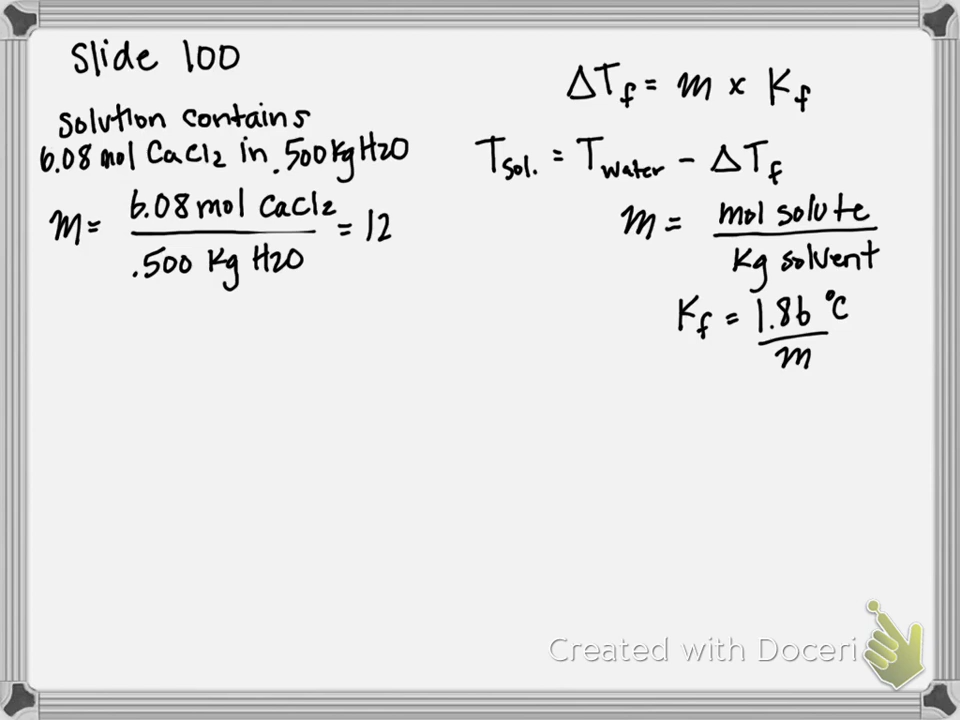 Slide 100
solution contains
6.08 mol CaCl2 in .500 Kg H2O
m = 6.08 mol CaCl2 / .500 Kg H2O = 12
ΔTf = m × Kf
Tsol. = Twater - ΔTf
m = mol solute / Kg solvent
Kf = 1.86 °C / m
Created with Doceri